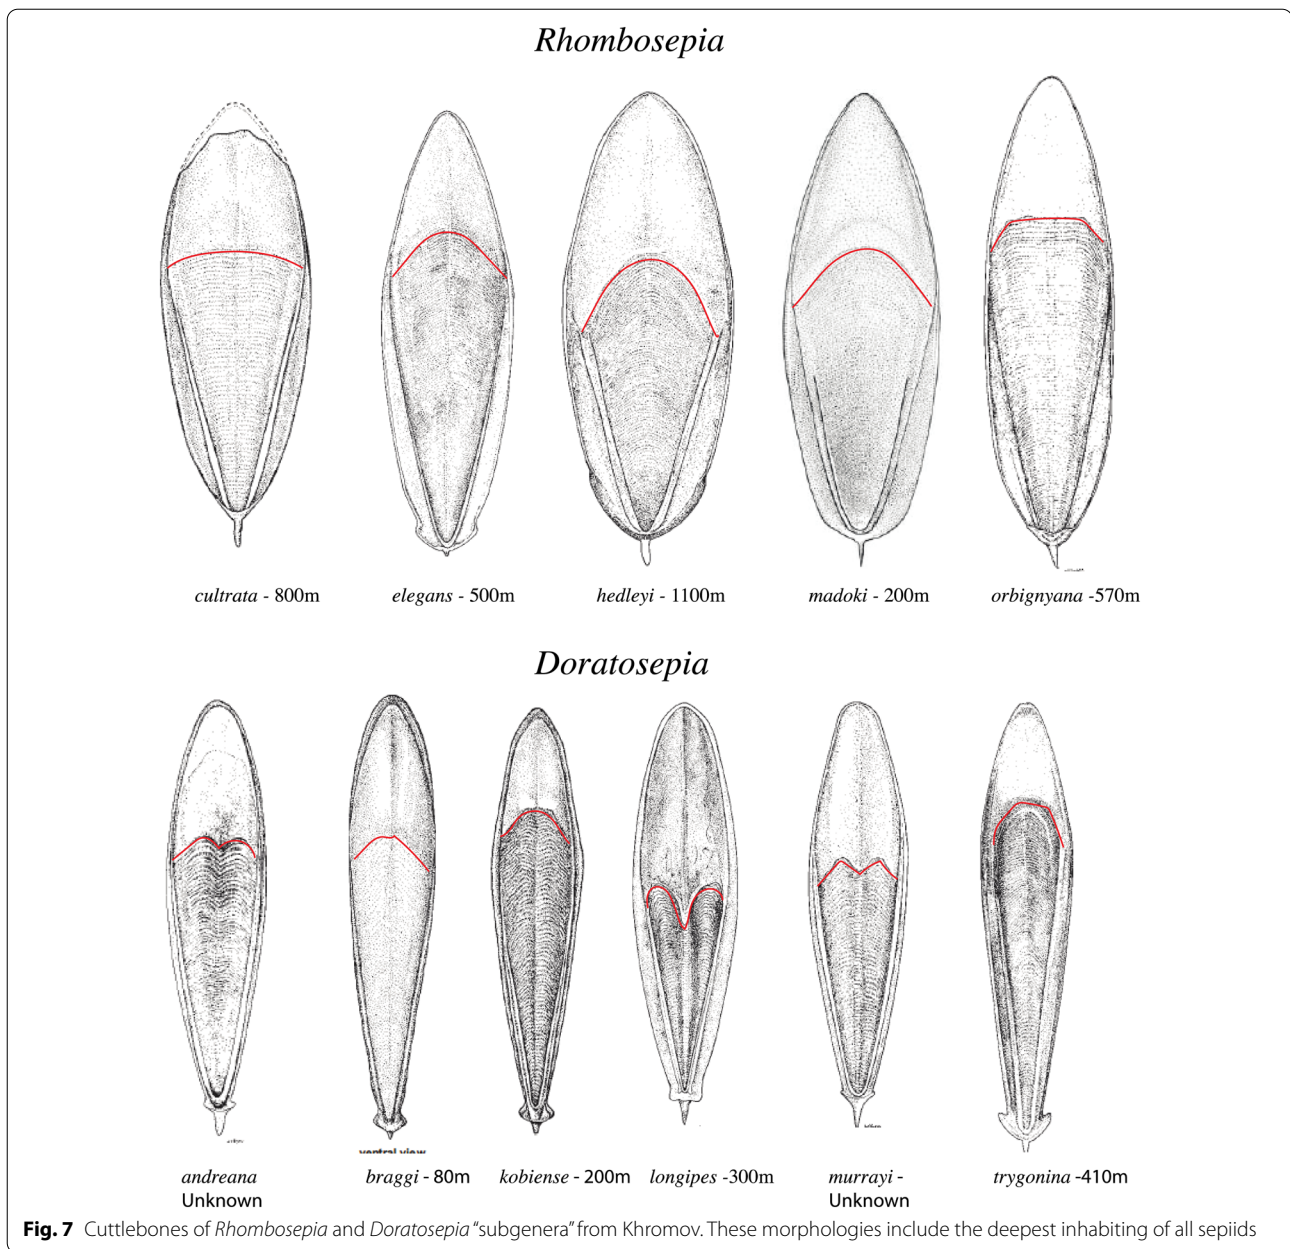 Rhombosepia
cultrata - 800m
elegans - 500m
hedleyi - 1100m
madoki - 200m
orbignyana -570m
Doratosepia
ventral view
andreana
Unknown
braggi - 80m
kobiense - 200m
longipes -300m
murrayi -
Unknown
trygonina -410m
Fig. 7 Cuttlebones of Rhombosepia and Doratosepia “subgenera” from Khromov. These morphologies include the deepest inhabiting of all sepiids